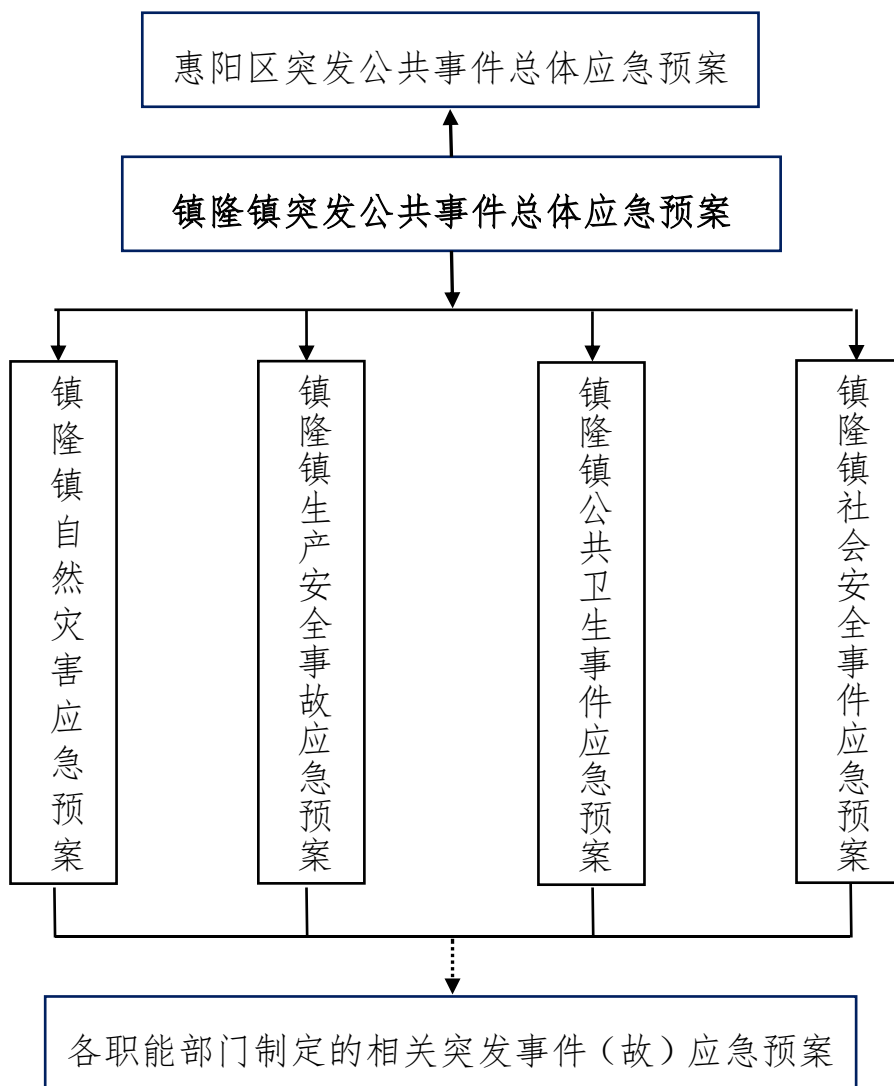 惠阳区突发公共事件总体应急预案
镇隆镇突发公共事件总体应急预案
镇隆镇自然灾害应急预案
镇隆镇生产安全事故应急预案
镇隆镇公共卫生事件应急预案
镇隆镇社会安全事件应急预案
各职能部门制定的相关突发事件（故）应急预案